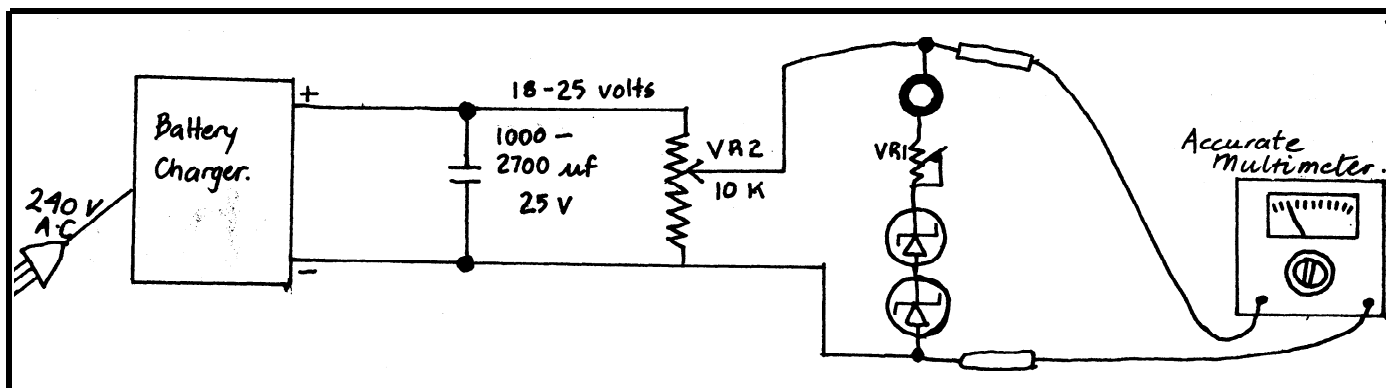 Battery
Charger.
240 V
A.C
+
−
18-25 volts
1000 -
2700 uf
25 V
VR2
10 K
VR1
Accurate
Multimeter.